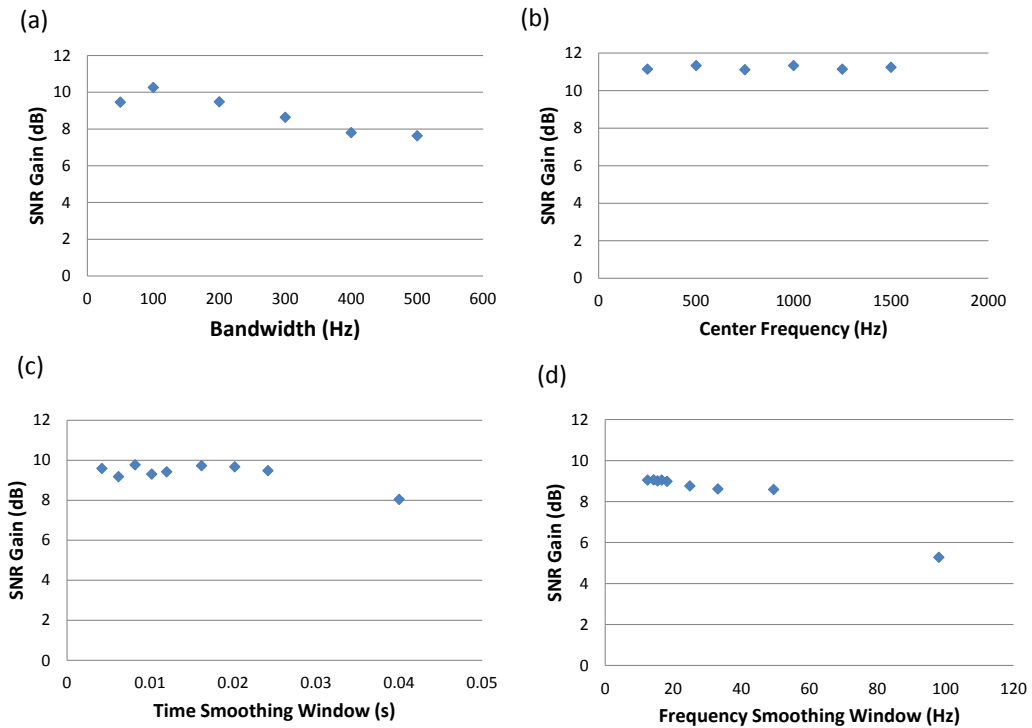 (a)
SNR Gain (dB)
12
10
8
6
4
2
0
0 100 200 300 400 500 600
Bandwidth (Hz)
(b)
SNR Gain (dB)
12
10
8
6
4
2
0
0 500 1000 1500 2000
Center Frequency (Hz)
(c)
SNR Gain (dB)
12
10
8
6
4
2
0
0 0.01 0.02 0.03 0.04 0.05
Time Smoothing Window (s)
(d)
SNR Gain (dB)
12
10
8
6
4
2
0
0 20 40 60 80 100 120
Frequency Smoothing Window (Hz)